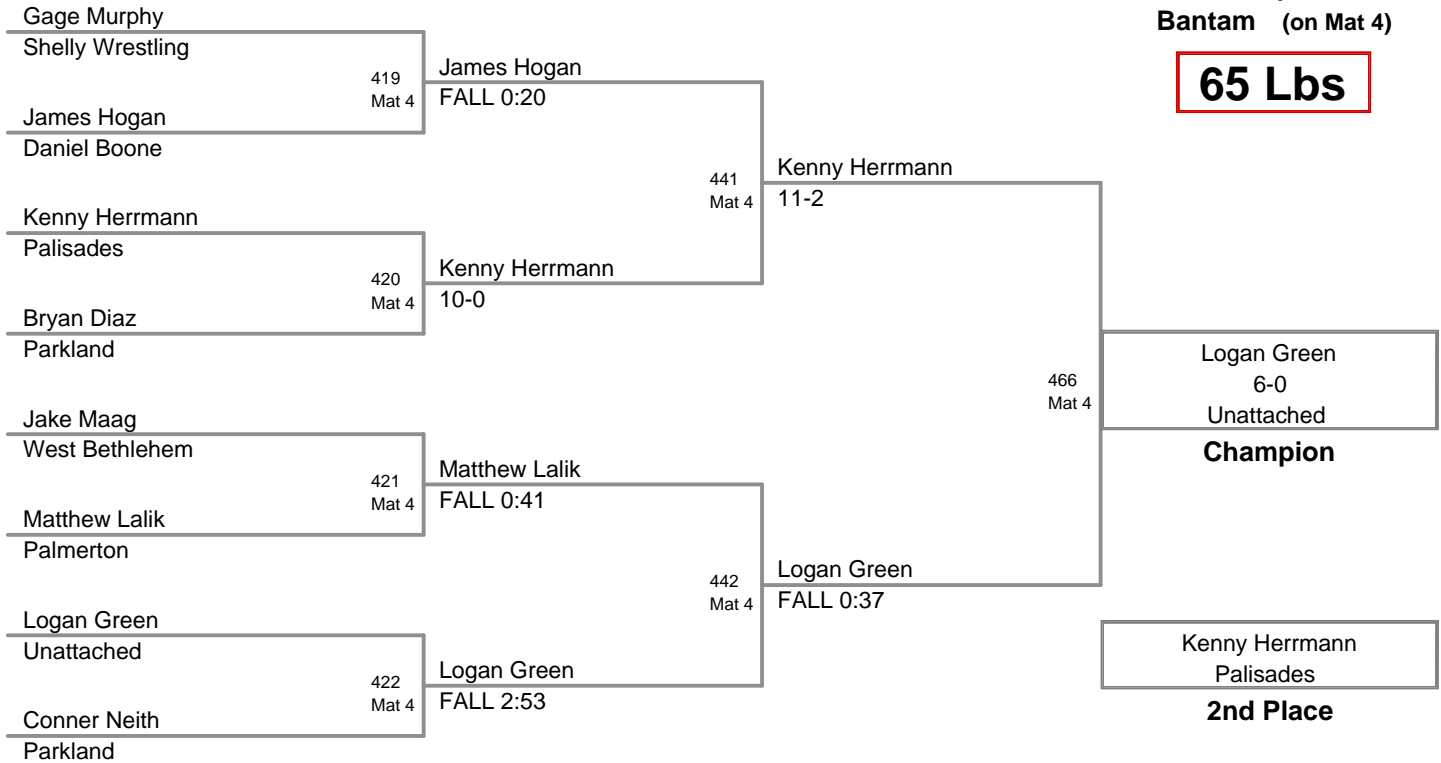 Bantam (on Mat 4)
65 Lbs
Gage Murphy
Shelly Wrestling
419
Mat 4
James Hogan
FALL 0:20
James Hogan
Daniel Boone
441
Mat 4
Kenny Herrmann
11-2
Kenny Herrmann
Palisades
420
Mat 4
Kenny Herrmann
10-0
Bryan Diaz
Parkland
466
Mat 4
Logan Green
6-0
Unattached
Champion
Jake Maag
West Bethlehem
421
Mat 4
Matthew Lalik
FALL 0:41
Matthew Lalik
Palmerton
442
Mat 4
Logan Green
FALL 0:37
Logan Green
Unattached
422
Mat 4
Logan Green
FALL 2:53
Conner Neith
Parkland
Kenny Herrmann
Palisades
2nd Place